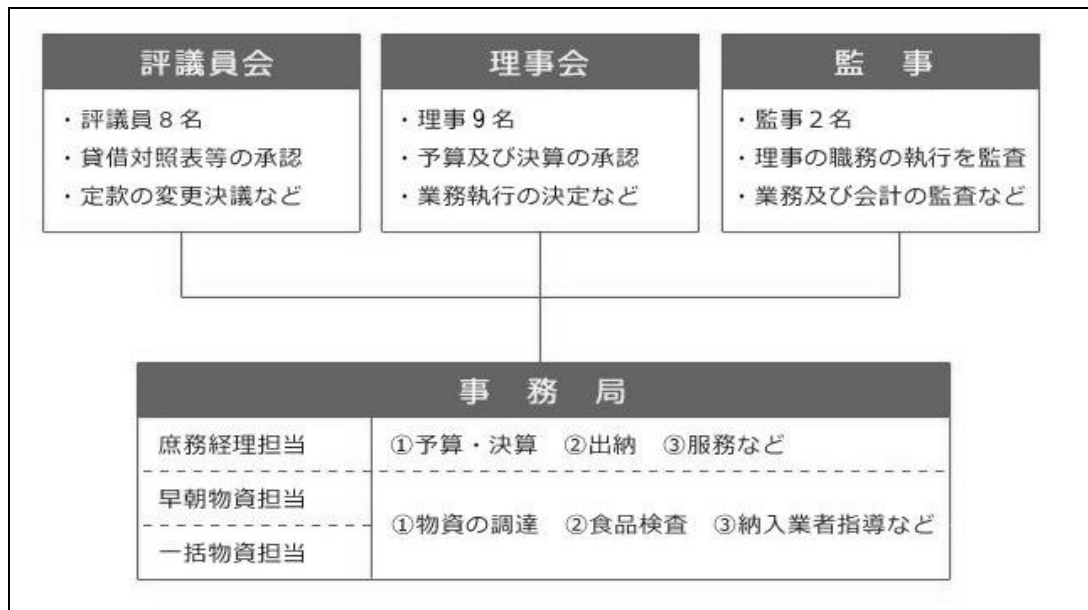 評議員会
・評議員8名
・貸借対照表等の承認
・定款の変更決議など
理事会
・理事9名
・予算及び決算の承認
・業務執行の決定など
監 事
・監事2名
・理事の職務の執行を監査
・業務及び会計の監査など
事 務 局
庶務経理担当
①予算・決算 ②出納 ③服務など
早朝物資担当
一括物資担当
①物資の調達 ②食品検査 ③納入業者指導など